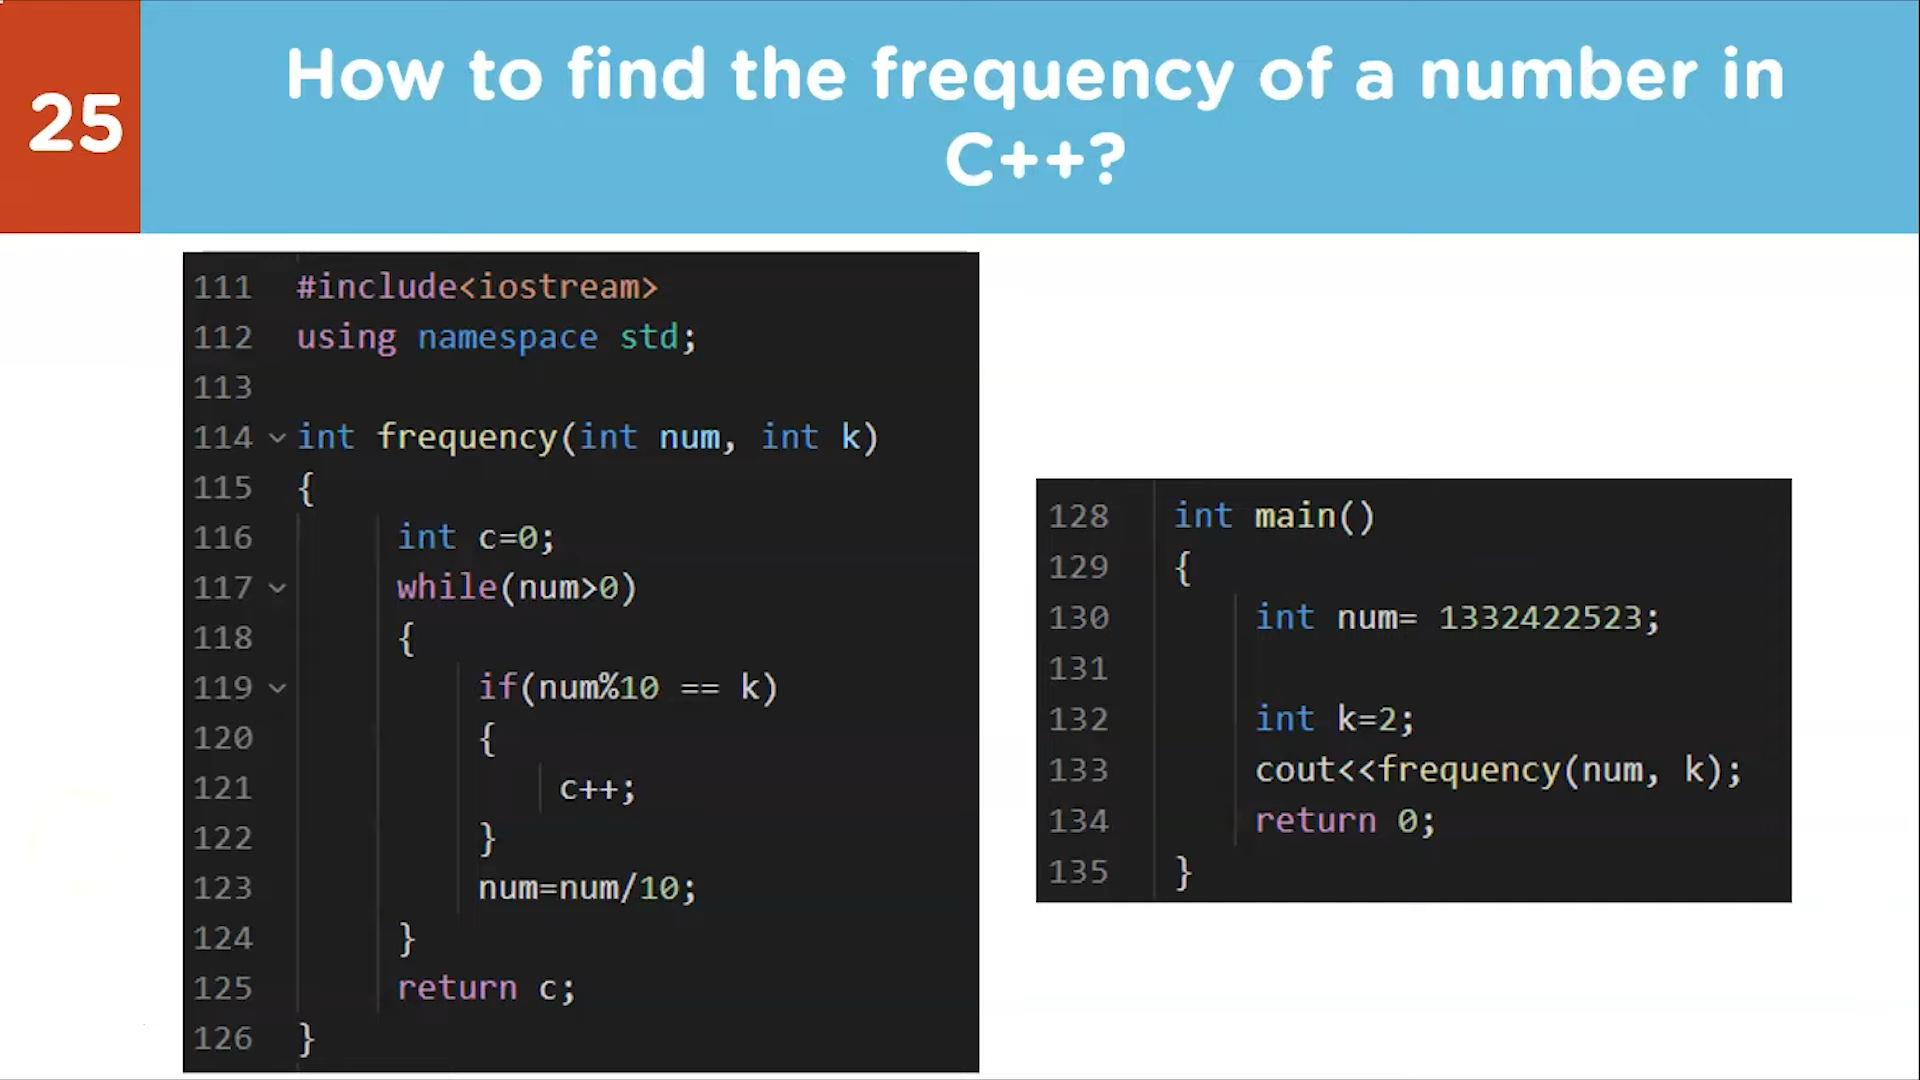 25
How to find the frequency of a number in
C++?
111 #include<iostream>
112 using namespace std;
113
114 int frequency(int num, int k)
115 {
116 int c=0;
117 while(num>0)
118 {
119 if(num%10 == k)
120 {
121 c++;
122 }
123 num=num/10;
124 }
125 return c;
126 }
128 int main()
129 {
130 int num= 1332422523;
131
132 int k=2;
133 cout<<frequency(num, k);
134 return 0;
135 }